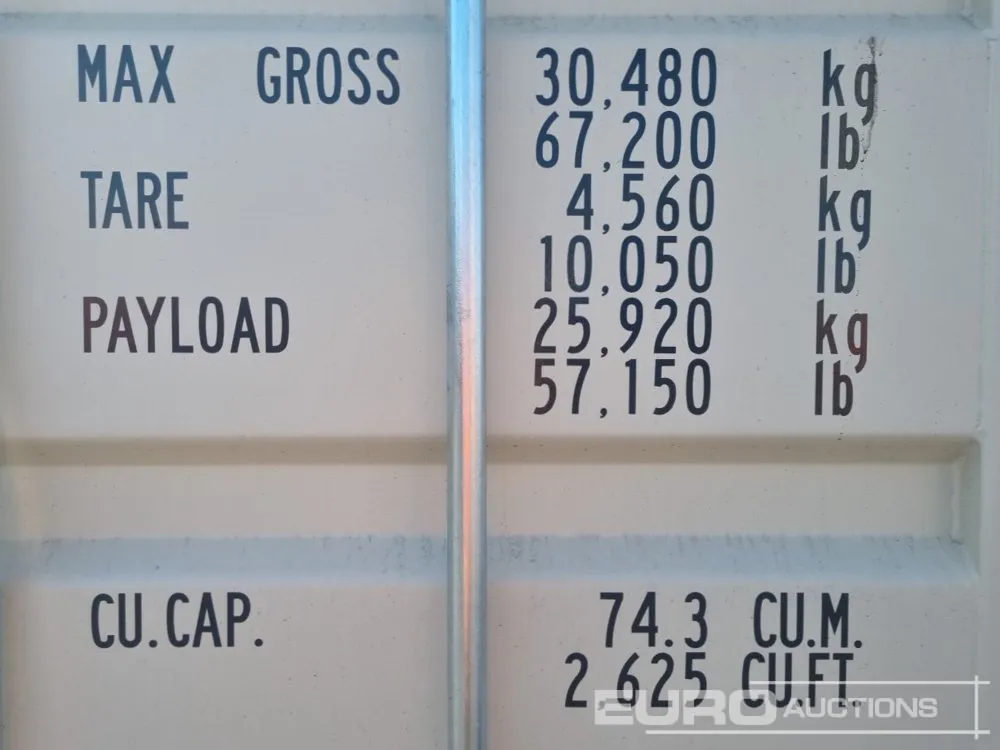 MAX GROSS 30,480 kg
67,200 lb
TARE 4,560 kg
10,050 lb
PAYLOAD 25,920 kg
57,150 lb
CU.CAP. 74.3 CU.M.
2,625 CU.FT.
EURO AUCTIONS